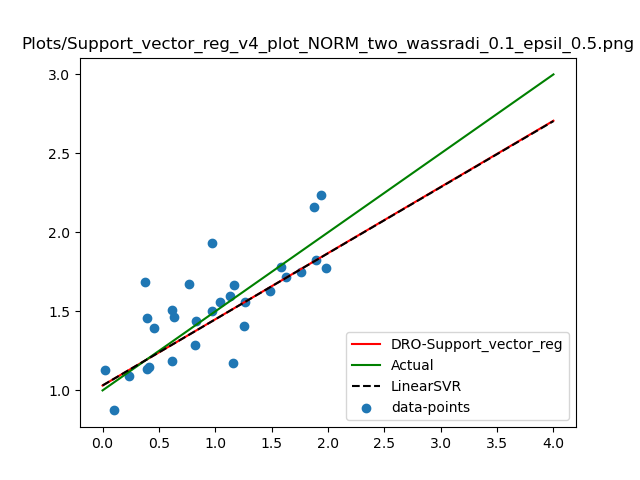 Plots/Support_vector_reg_v4_plot_NORM_two_wassradi_0.1_epsil_0.5.png
3.0
2.5
2.0
1.5
1.0
DRO-Support_vector_reg
Actual
LinearSVR
data-points
0.0 0.5 1.0 1.5 2.0 2.5 3.0 3.5 4.0